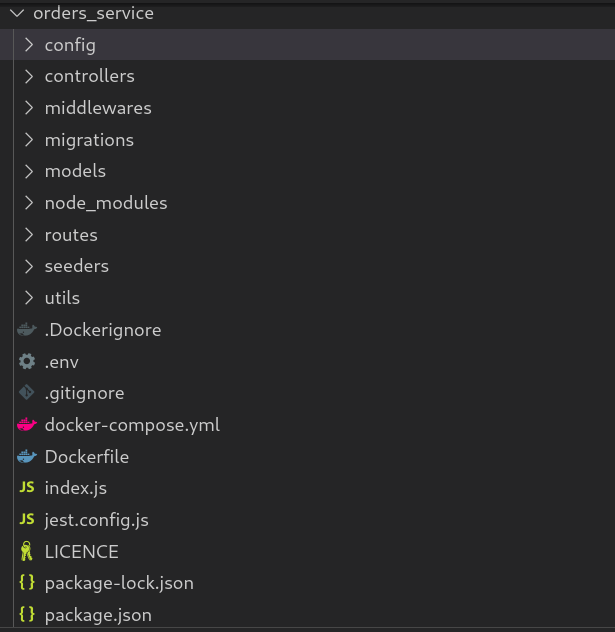 orders_service
config
controllers
middlewares
migrations
models
node_modules
routes
seeders
utils
.Dockerignore
.env
.gitignore
docker-compose.yml
Dockerfile
JS index.js
JS jest.config.js
LICENCE
{} package-lock.json
{} package.json